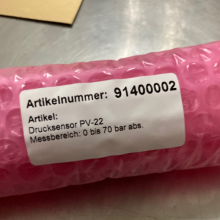 Artikelnummer: 91400002
Artikel:
Drucksensor PV-22
Messbereich: 0 bis 70 bar abs.